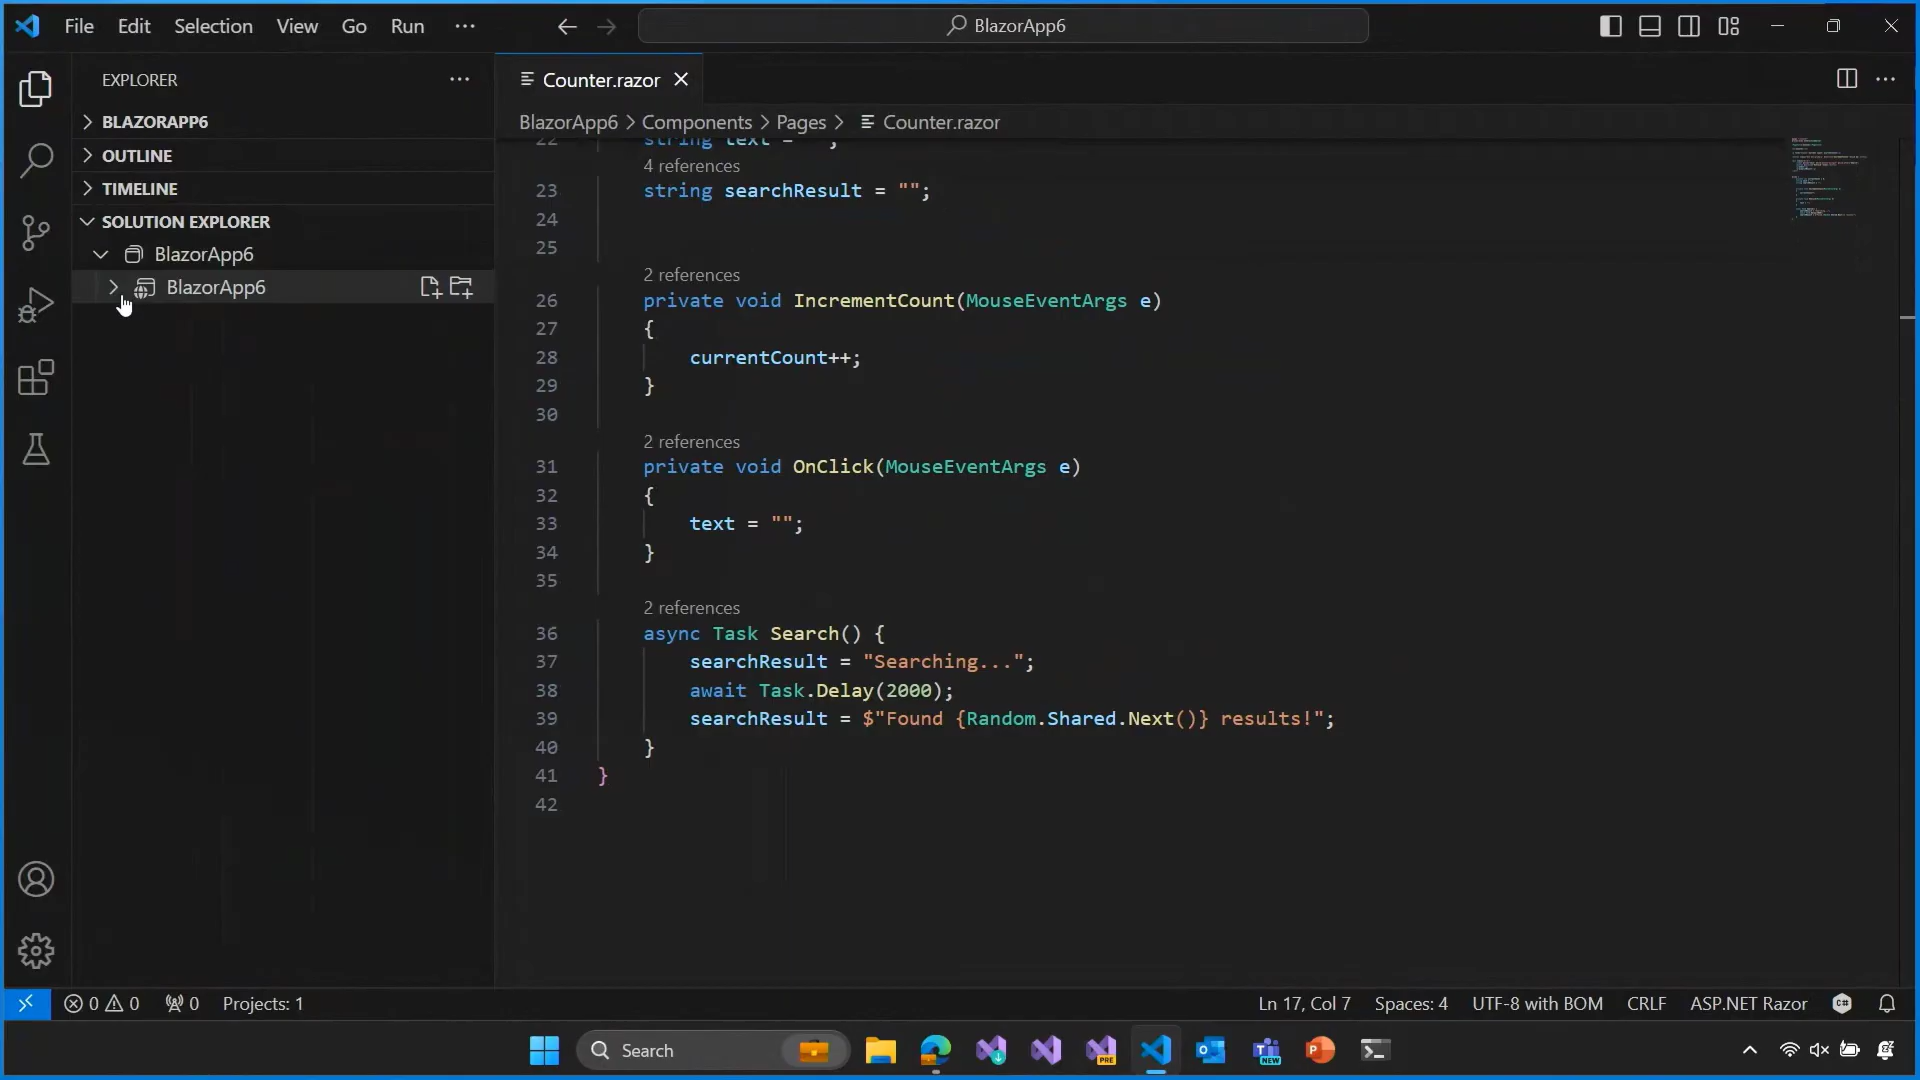 File Edit Selection View Go Run ···
BlazorApp6
EXPLORER
BLAZORAPP6
OUTLINE
TIMELINE
SOLUTION EXPLORER
BlazorApp6
BlazorApp6
Counter.razor
BlazorApp6 > Components > Pages > Counter.razor
22 string text = "";
4 references
23 string searchResult = "";
24
25
2 references
26 private void IncrementCount(MouseEventArgs e)
27 {
28 currentCount++;
29 }
30
2 references
31 private void OnClick(MouseEventArgs e)
32 {
33 text = "";
34 }
35
2 references
36 async Task Search() {
37 searchResult = "Searching...";
38 await Task.Delay(2000);
39 searchResult = $"Found {Random.Shared.Next()} results!";
40 }
41 }
42
0 0 0 Projects: 1 Ln 17, Col 7 Spaces: 4 UTF-8 with BOM CRLF ASP.NET Razor
Search PRE NEW